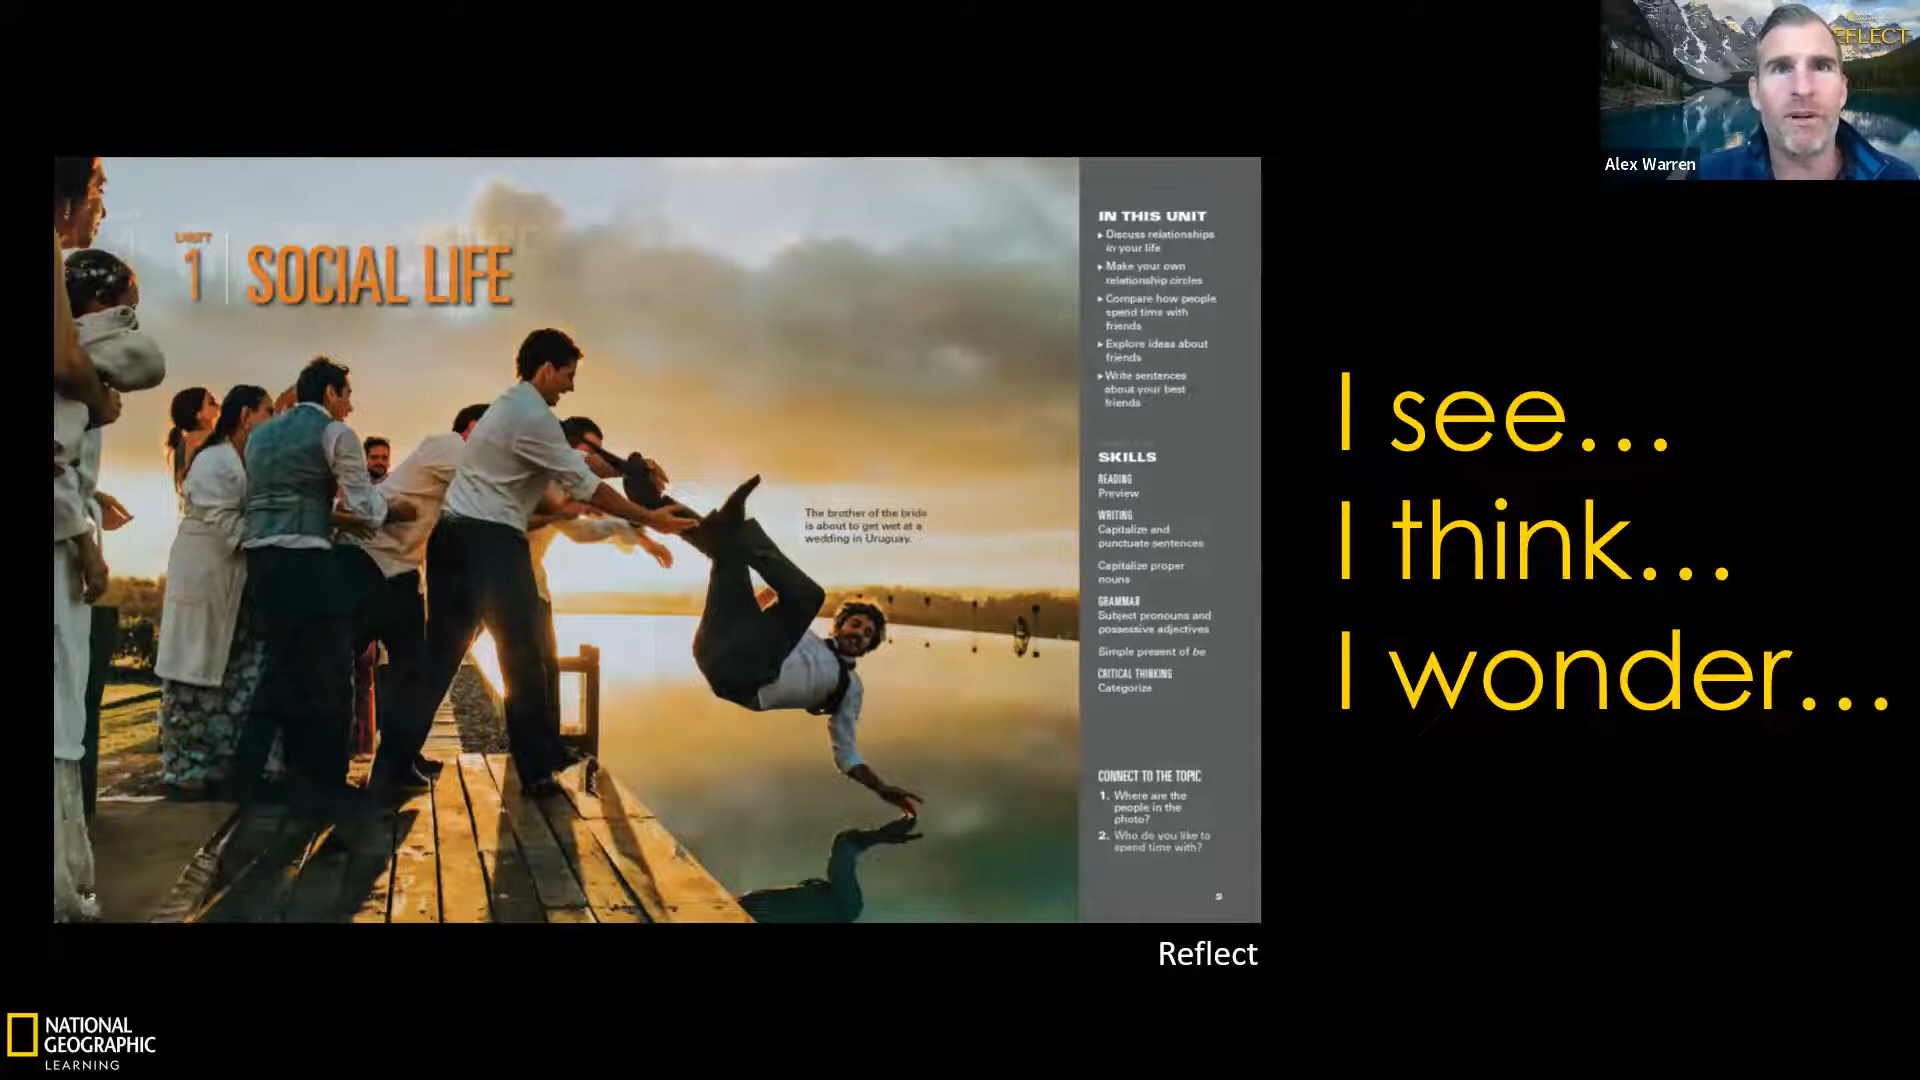 EFLECT
Alex Warren
UNIT
1
SOCIAL LIFE
The brother of the bride
is about to get wet at a
wedding in Uruguay.
IN THIS UNIT
▸ Discuss relationships
in your life
▸ Make your own
relationship circles
▸ Compare how people
spend time with
friends
▸ Explore ideas about
friends
▸ Write sentences
about your best
friends
SKILLS
READING
Preview
WRITING
Capitalize and
punctuate sentences
Capitalize proper
nouns
GRAMMAR
Subject pronouns and
possessive adjectives
Simple present of be
CRITICAL THINKING
Categorize
CONNECT TO THE TOPIC
1. Where are the
people in the
photo?
2. Who do you like to
spend time with?
2
I see...
I think...
I wonder...
Reflect
NATIONAL
GEOGRAPHIC
LEARNING